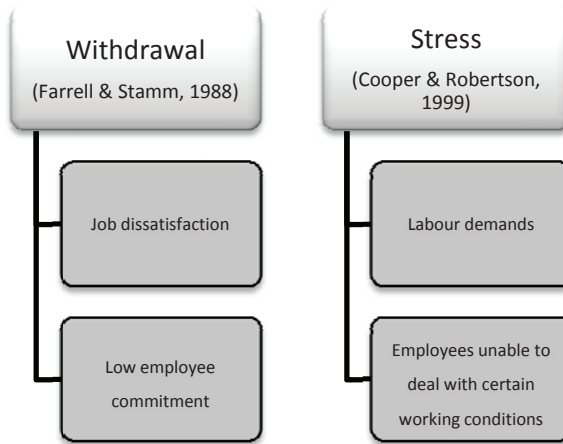 Withdrawal
(Farrell & Stamm, 1988)
Job dissatisfaction
Low employee
commitment
Stress
(Cooper & Robertson,
1999)
Labour demands
Employees unable to
deal with certain
working conditions